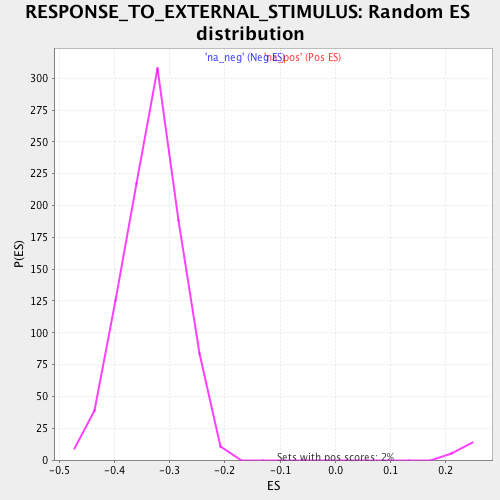 RESPONSE_TO_EXTERNAL_STIMULUS: Random ES
distribution
'na_neg' (Neg ES) 'na_pos' (Pos ES)
300
275
250
225
200
175
150
125
100
75
50
25
0
P(ES)
Sets with pos scores: 2%
-0.5 -0.4 -0.3 -0.2 -0.1 0.0 0.1 0.2
ES